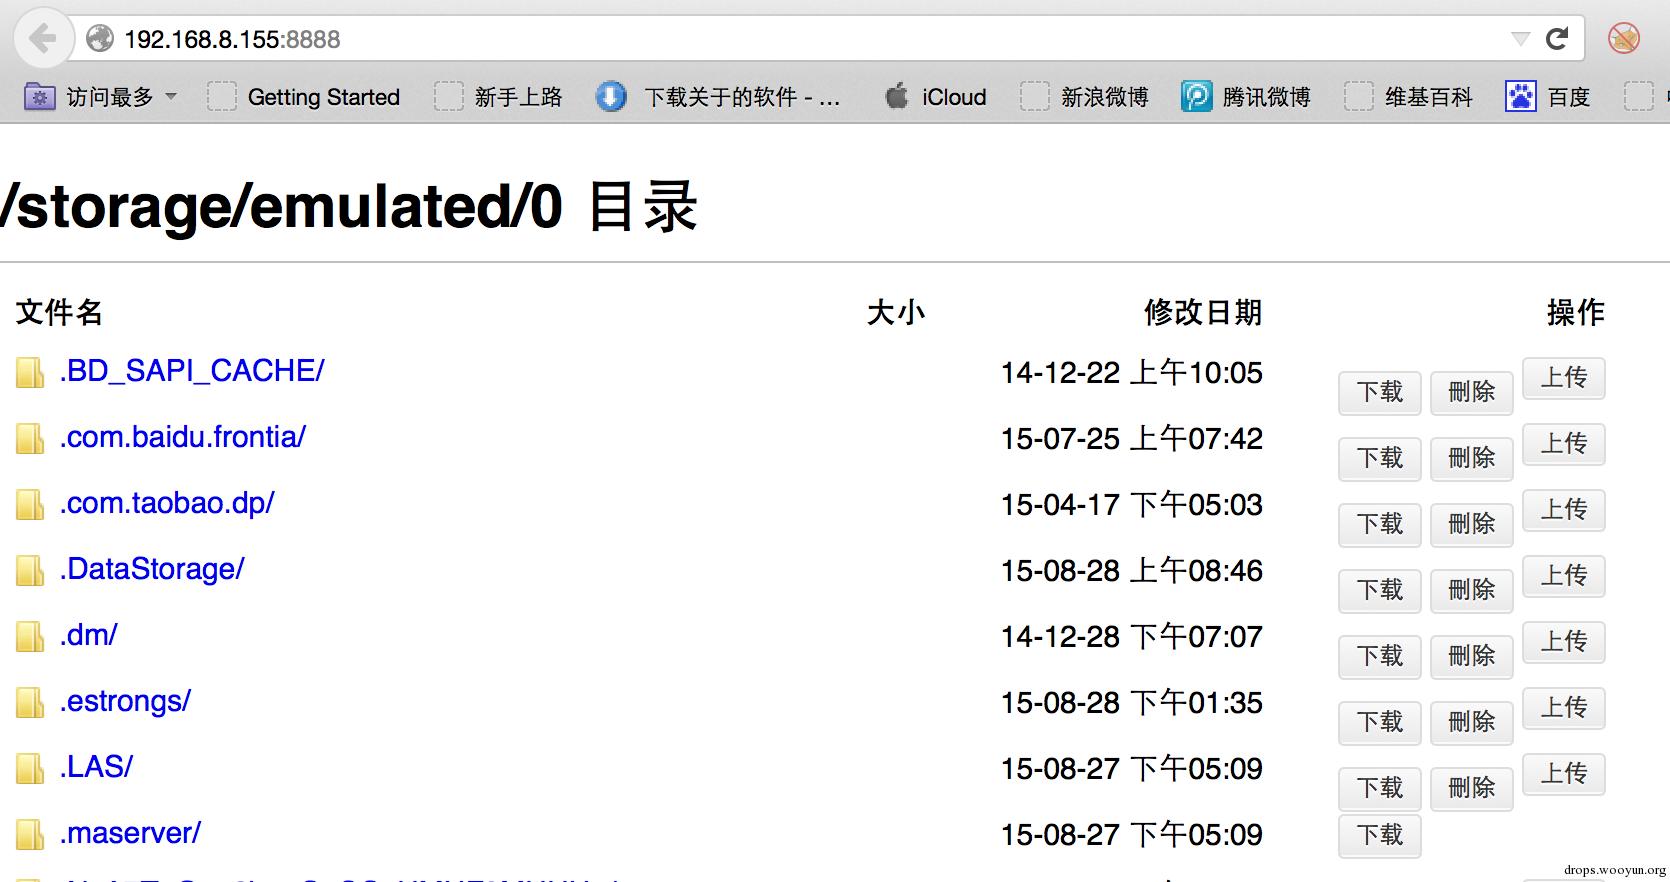 192.168.8.155:8888
访问最多 Getting Started 新手上路 下载关于的软件 - ... iCloud 新浪微博 腾讯微博 维基百科 百度
/storage/emulated/0 目录
文件名 大小 修改日期 操作
.BD_SAPI_CACHE/ 14-12-22 上午10:05 下载 刪除 上传
.com.baidu.frontia/ 15-07-25 上午07:42 下载 刪除 上传
.com.taobao.dp/ 15-04-17 下午05:03 下载 刪除 上传
.DataStorage/ 15-08-28 上午08:46 下载 刪除 上传
.dm/ 14-12-28 下午07:07 下载 刪除 上传
.estrongs/ 15-08-28 下午01:35 下载 刪除 上传
.LAS/ 15-08-27 下午05:09 下载 刪除 上传
.maserver/ 15-08-27 下午05:09 下载
drops.wooyun.org